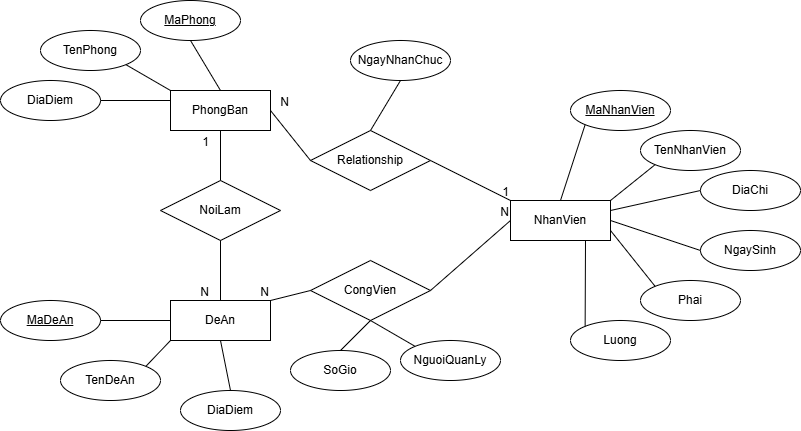 MaPhong
TenPhong
NgayNhanChuc
DiaDiem
PhongBan
N
MaNhanVien
1
Relationship
TenNhanVien
DiaChi
1
NoiLam
N
NhanVien
NgaySinh
N
N
CongVien
Phai
MaDeAn
DeAn
Luong
SoGio
NguoiQuanLy
TenDeAn
DiaDiem